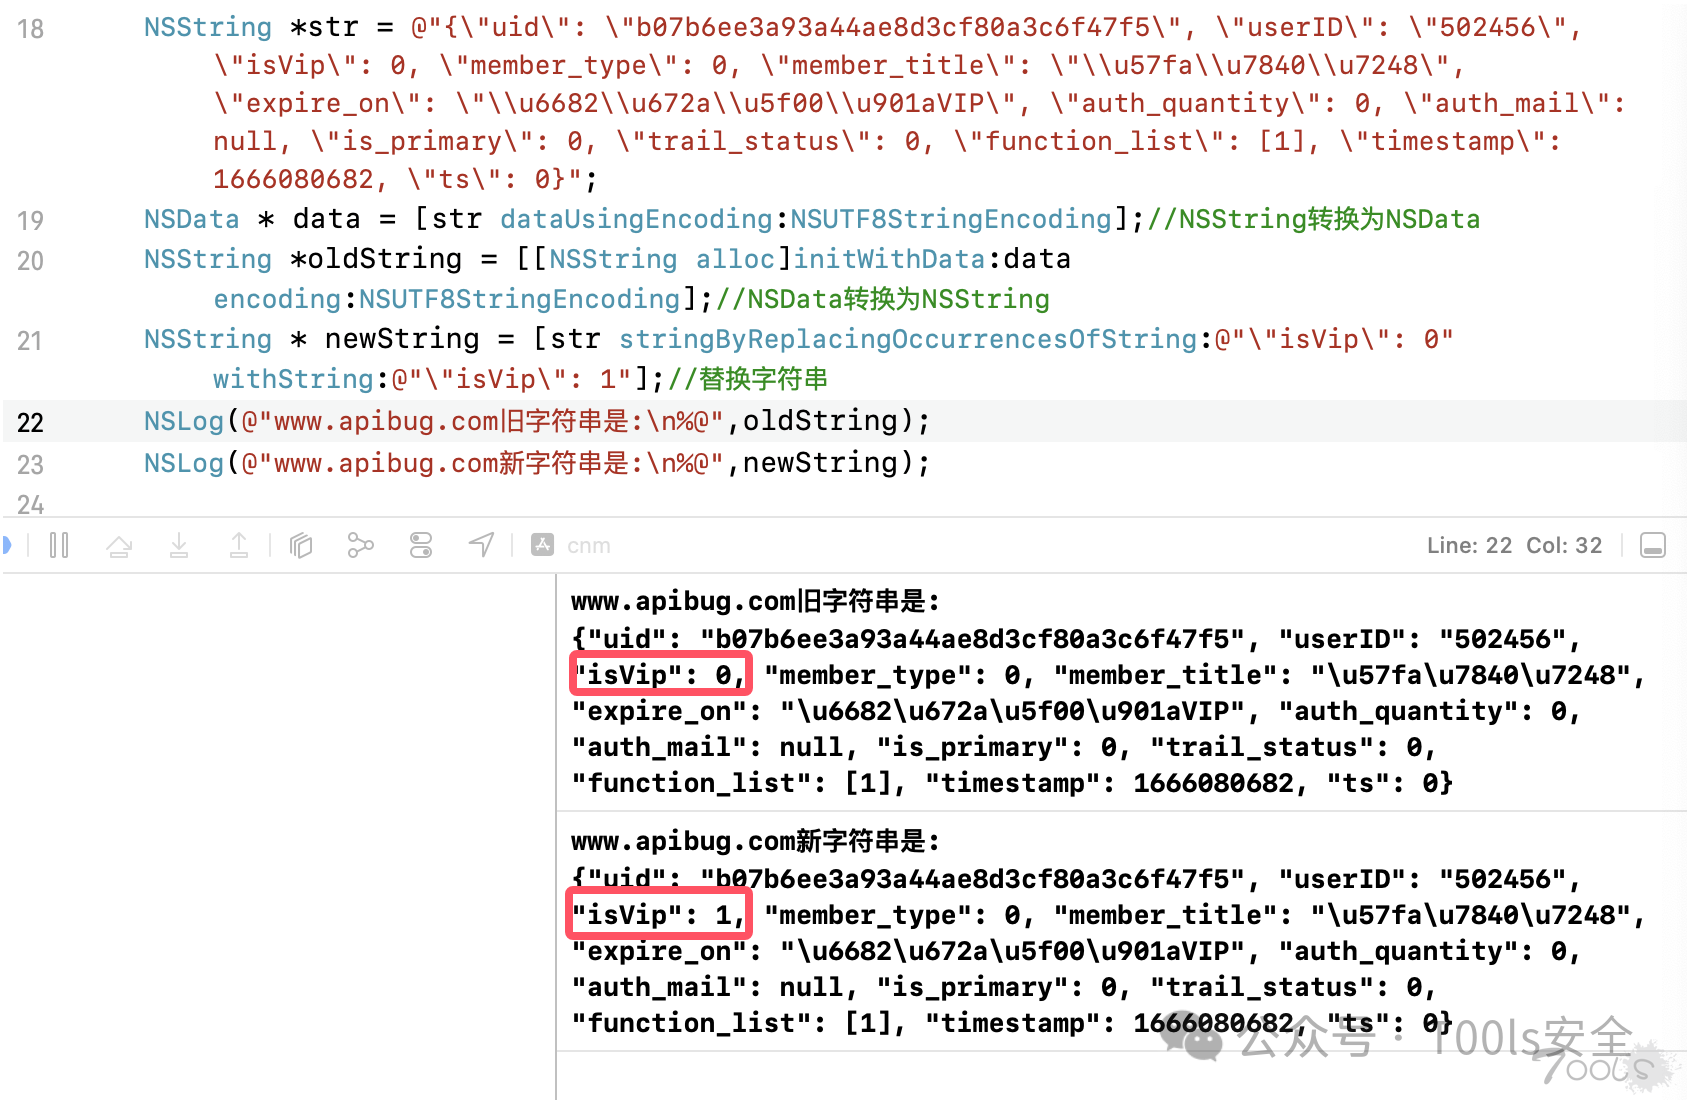 18 NSString *str = @"{\"uid\": \"b07b6ee3a93a44ae8d3cf80a3c6f47f5\", \"userID\": \"502456\",
\"isVip\": 0, \"member_type\": 0, \"member_title\": \"\\u57fa\\u7840\\u7248\",
\"expire_on\": \"\\u6682\\u672a\\u5f00\\u901aVIP\", \"auth_quantity\": 0, \"auth_mail\":
null, \"is_primary\": 0, \"trail_status\": 0, \"function_list\": [1], \"timestamp\":
1666080682, \"ts\": 0}";
19 NSData * data = [str dataUsingEncoding:NSUTF8StringEncoding];//NSString转换为NSData
20 NSString *oldString = [[NSString alloc]initWithData:data
encoding:NSUTF8StringEncoding];//NSData转换为NSString
21 NSString * newString = [str stringByReplacingOccurrencesOfString:@"\"isVip\": 0"
withString:@"\"isVip\": 1"];//替换字符串
22 NSLog(@"www.apibug.com旧字符串是:\n%@",oldString);
23 NSLog(@"www.apibug.com新字符串是:\n%@",newString);
24
cnm Line: 22 Col: 32
www.apibug.com旧字符串是:
{"uid": "b07b6ee3a93a44ae8d3cf80a3c6f47f5", "userID": "502456",
"isVip": 0, "member_type": 0, "member_title": "\u57fa\u7840\u7248",
"expire_on": "\u6682\u672a\u5f00\u901aVIP", "auth_quantity": 0,
"auth_mail": null, "is_primary": 0, "trail_status": 0,
"function_list": [1], "timestamp": 1666080682, "ts": 0}
www.apibug.com新字符串是:
{"uid": "b07b6ee3a93a44ae8d3cf80a3c6f47f5", "userID": "502456",
"isVip": 1, "member_type": 0, "member_title": "\u57fa\u7840\u7248",
"expire_on": "\u6682\u672a\u5f00\u901aVIP", "auth_quantity": 0,
"auth_mail": null, "is_primary": 0, "trail_status": 0,
"function_list": [1], "timestamp": 1666080682, "ts": 0}
公众号 · T00ls安全
TOOLS